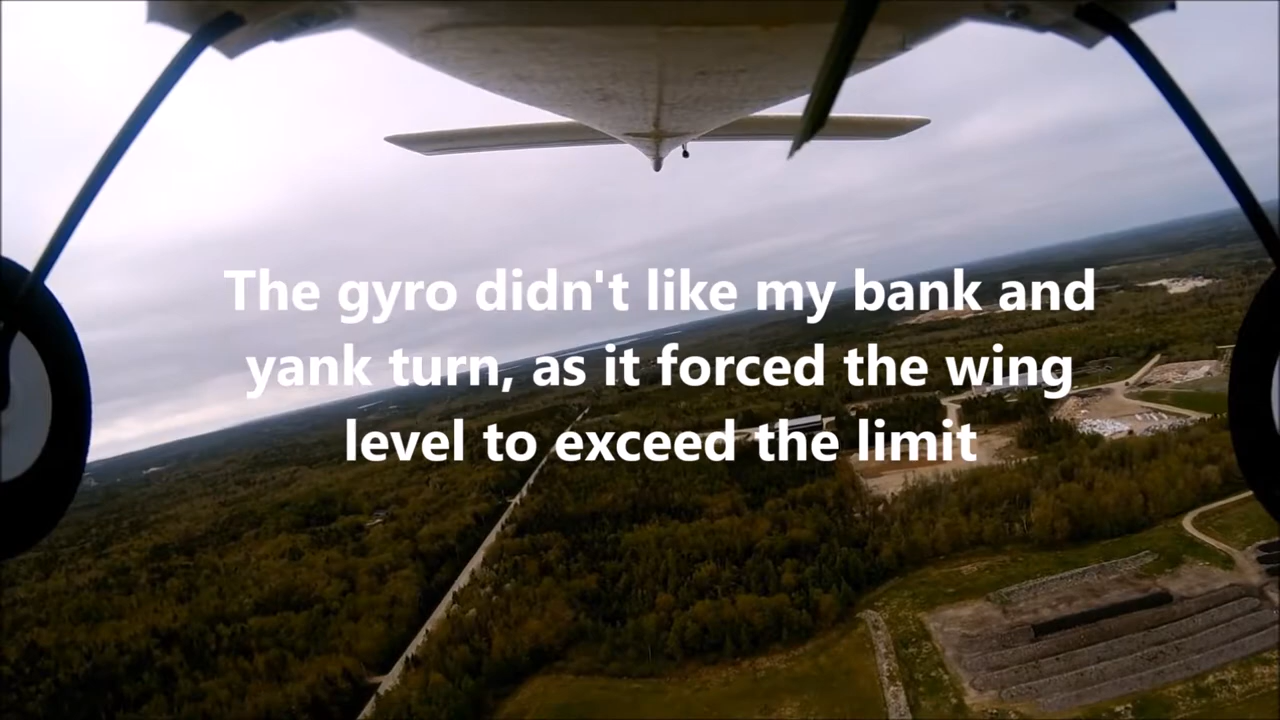 The gyro didn't like my bank and
yank turn, as it forced the wing
level to exceed the limit